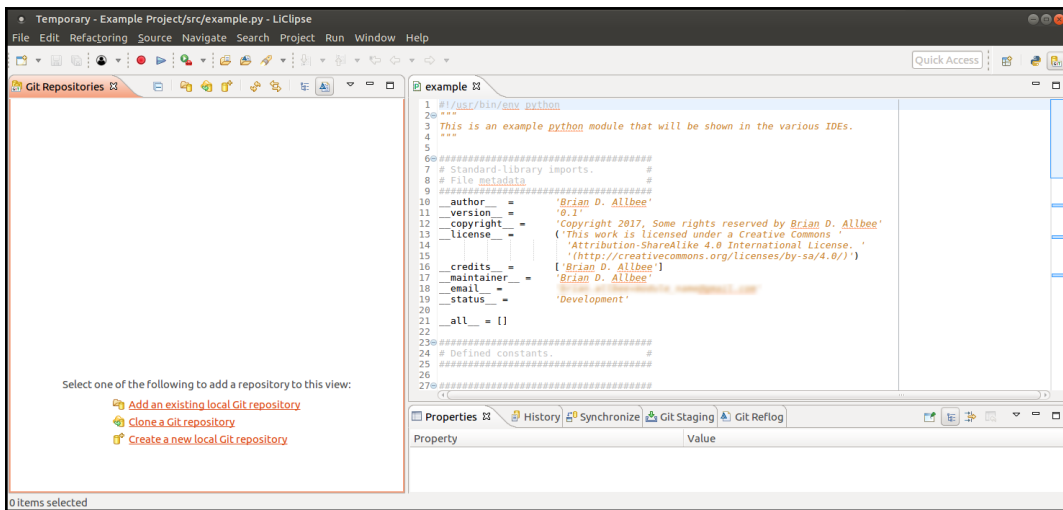 Temporary - Example Project/src/example.py - LiClipse
File Edit Refactoring Source Navigate Search Project Run Window Help
Quick Access
Git Repositories
example
1 #!/usr/bin/env python
2 """
3 This is an example python module that will be shown in the various IDEs.
4 """
5
6 #####################################
7 # Standard-library imports. #
8 # File metadata #
9 #####################################
10 __author__ = 'Brian D. Allbee'
11 __version__ = '0.1'
12 __copyright__ = 'Copyright 2017, Some rights reserved by Brian D. Allbee'
13 __license__ = ('This work is licensed under a Creative Commons '
14 'Attribution-ShareAlike 4.0 International License. '
15 '(http://creativecommons.org/licenses/by-sa/4.0/)')
16 __credits__ = ['Brian D. Allbee']
17 __maintainer__ = 'Brian D. Allbee'
18 __email__ =
19 __status__ = 'Development'
20
21 __all__ = []
22
23 #####################################
24 # Defined constants. #
25 #####################################
26
27 #####################################
Select one of the following to add a repository to this view:
Add an existing local Git repository
Clone a Git repository
Create a new local Git repository
Properties History Synchronize Git Staging Git Reflog
Property Value
0 items selected